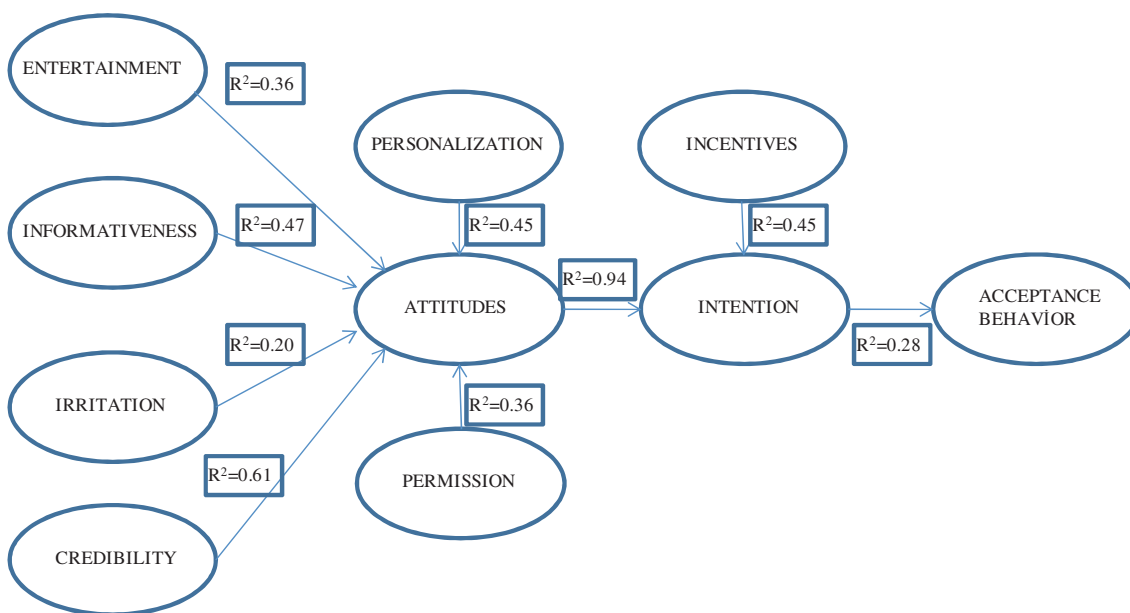 ENTERTAINMENT
R²=0.36
PERSONALIZATION
INCENTIVES
INFORMATIVENESS
R²=0.47
R²=0.45
R²=0.45
ATTITUDES
R²=0.94
INTENTION
ACCEPTANCE
BEHAVİOR
R²=0.28
R²=0.20
IRRITATION
R²=0.36
R²=0.61
PERMISSION
CREDIBILITY